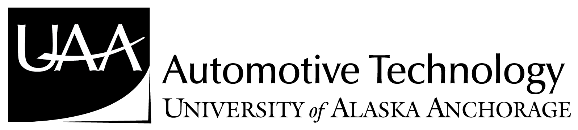 UAA
Automotive Technology
UNIVERSITY of ALASKA ANCHORAGE